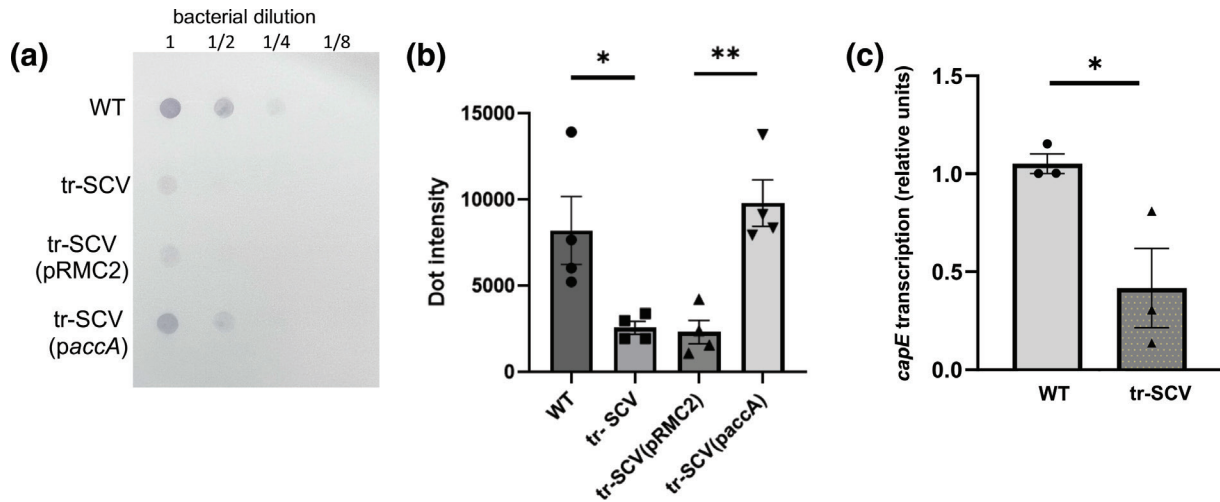 (a)
bacterial dilution
1 1/2 1/4 1/8
WT
tr-SCV
tr-SCV
(pRMC2)
tr-SCV
(paccA)
(b)
* **
15000
10000
5000
0
Dot intensity
WT
tr- SCV
tr-SCV(pRMC2)
tr-SCV(paccA)
(c)
*
1.5
1.0
0.5
0.0
capE transcription (relative units)
WT tr-SCV